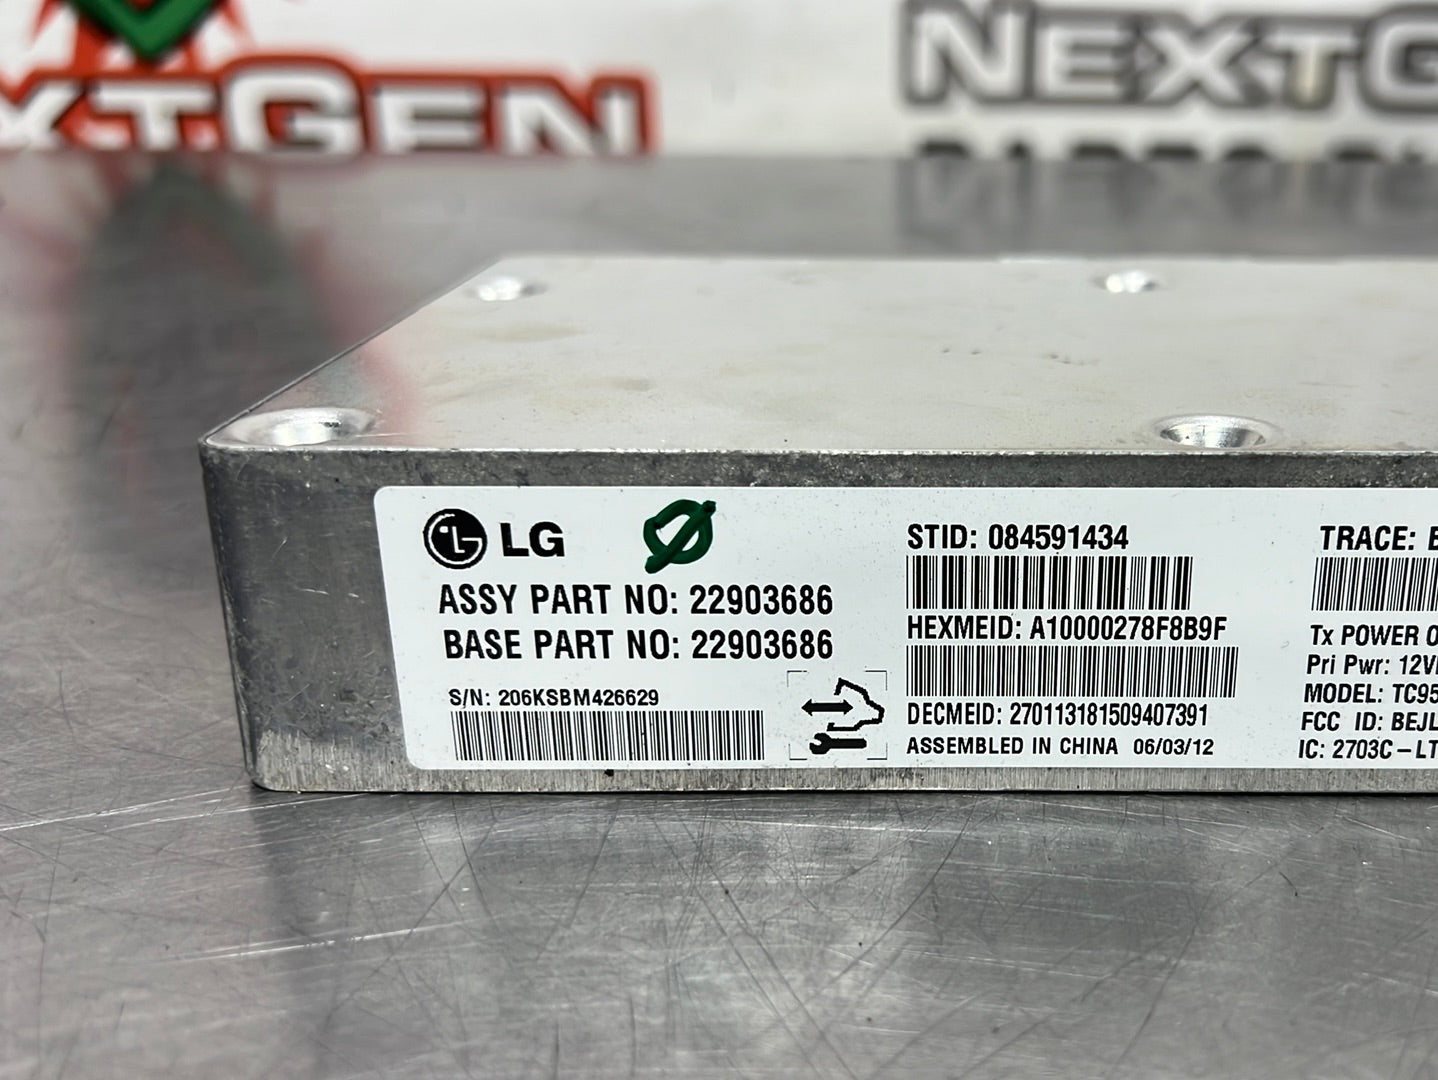 NEXTGEN
NEXTG
LG
ASSY PART NO: 22903686
BASE PART NO: 22903686
S/N: 206KSBM426629
STID: 084591434
HEXMEID: A10000278F8B9F
DECMEID: 270113181509407391
ASSEMBLED IN CHINA 06/03/12
TRACE:
Tx POWER
Pri Pwr: 12V
MODEL: TC95
FCC ID: BEJL
IC: 2703C-LT